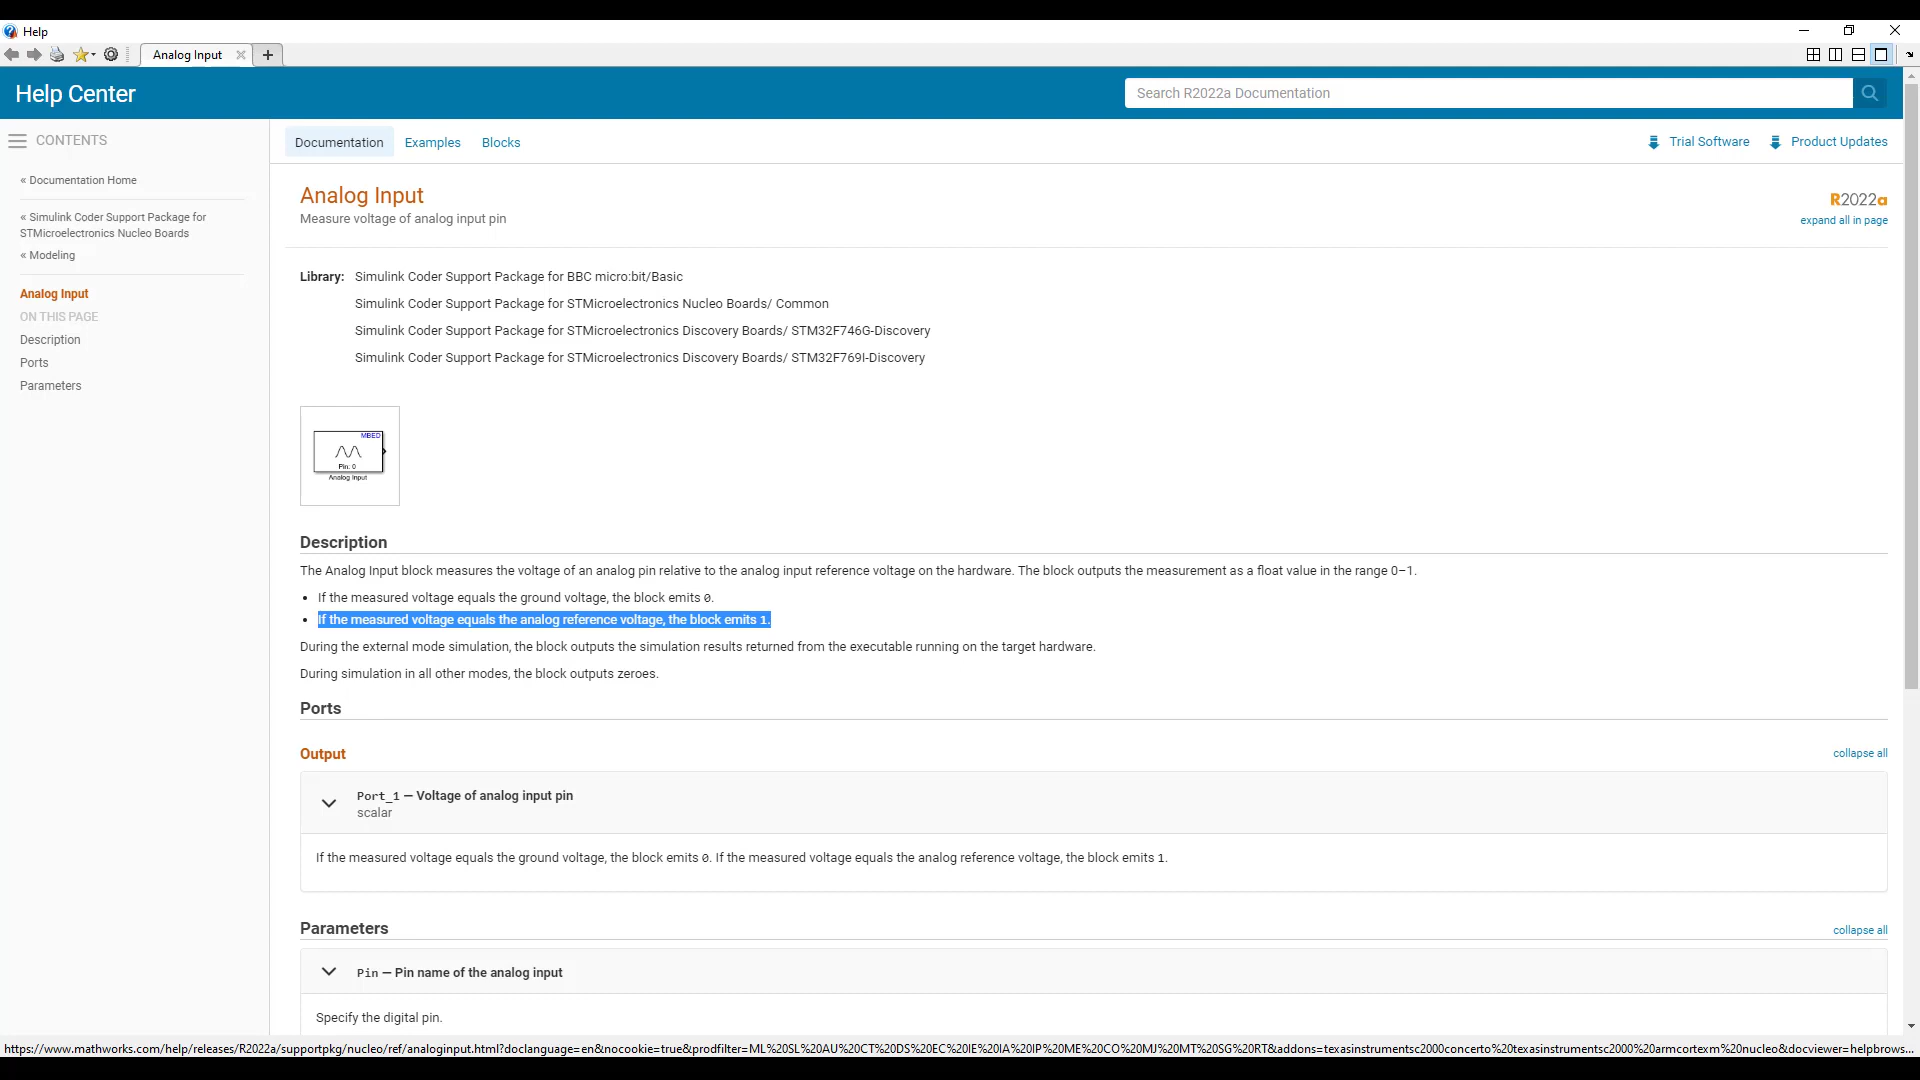 Help
Analog Input
Help Center
Search R2022a Documentation
CONTENTS
« Documentation Home
« Simulink Coder Support Package for
STMicroelectronics Nucleo Boards
« Modeling
Analog Input
ON THIS PAGE
Description
Ports
Parameters
Documentation Examples Blocks
Trial Software Product Updates
Analog Input
Measure voltage of analog input pin
R2022a
expand all in page
Library: Simulink Coder Support Package for BBC micro:bit/Basic
Simulink Coder Support Package for STMicroelectronics Nucleo Boards/ Common
Simulink Coder Support Package for STMicroelectronics Discovery Boards/ STM32F746G-Discovery
Simulink Coder Support Package for STMicroelectronics Discovery Boards/ STM32F769I-Discovery
MBED
Pin: 0
Analog Input
Description
The Analog Input block measures the voltage of an analog pin relative to the analog input reference voltage on the hardware. The block outputs the measurement as a float value in the range 0–1.
• If the measured voltage equals the ground voltage, the block emits 0.
• If the measured voltage equals the analog reference voltage, the block emits 1.
During the external mode simulation, the block outputs the simulation results returned from the executable running on the target hardware.
During simulation in all other modes, the block outputs zeroes.
Ports
Output
collapse all
Port_1 — Voltage of analog input pin
scalar
If the measured voltage equals the ground voltage, the block emits 0. If the measured voltage equals the analog reference voltage, the block emits 1.
Parameters
collapse all
Pin — Pin name of the analog input
Specify the digital pin.
https://www.mathworks.com/help/releases/R2022a/supportpkg/nucleo/ref/analoginput.html?doclanguage=en&nocookie=true&prodfilter=ML%20SL%20AU%20CT%20DS%20EC%20IE%20IA%20IP%20ME%20CO%20MJ%20MT%20SG%20RT&addons=texasinstrumentsc2000concerto%20texasinstrumentsc2000%20armcortexm%20nucleo&docviewer=helpbrows...